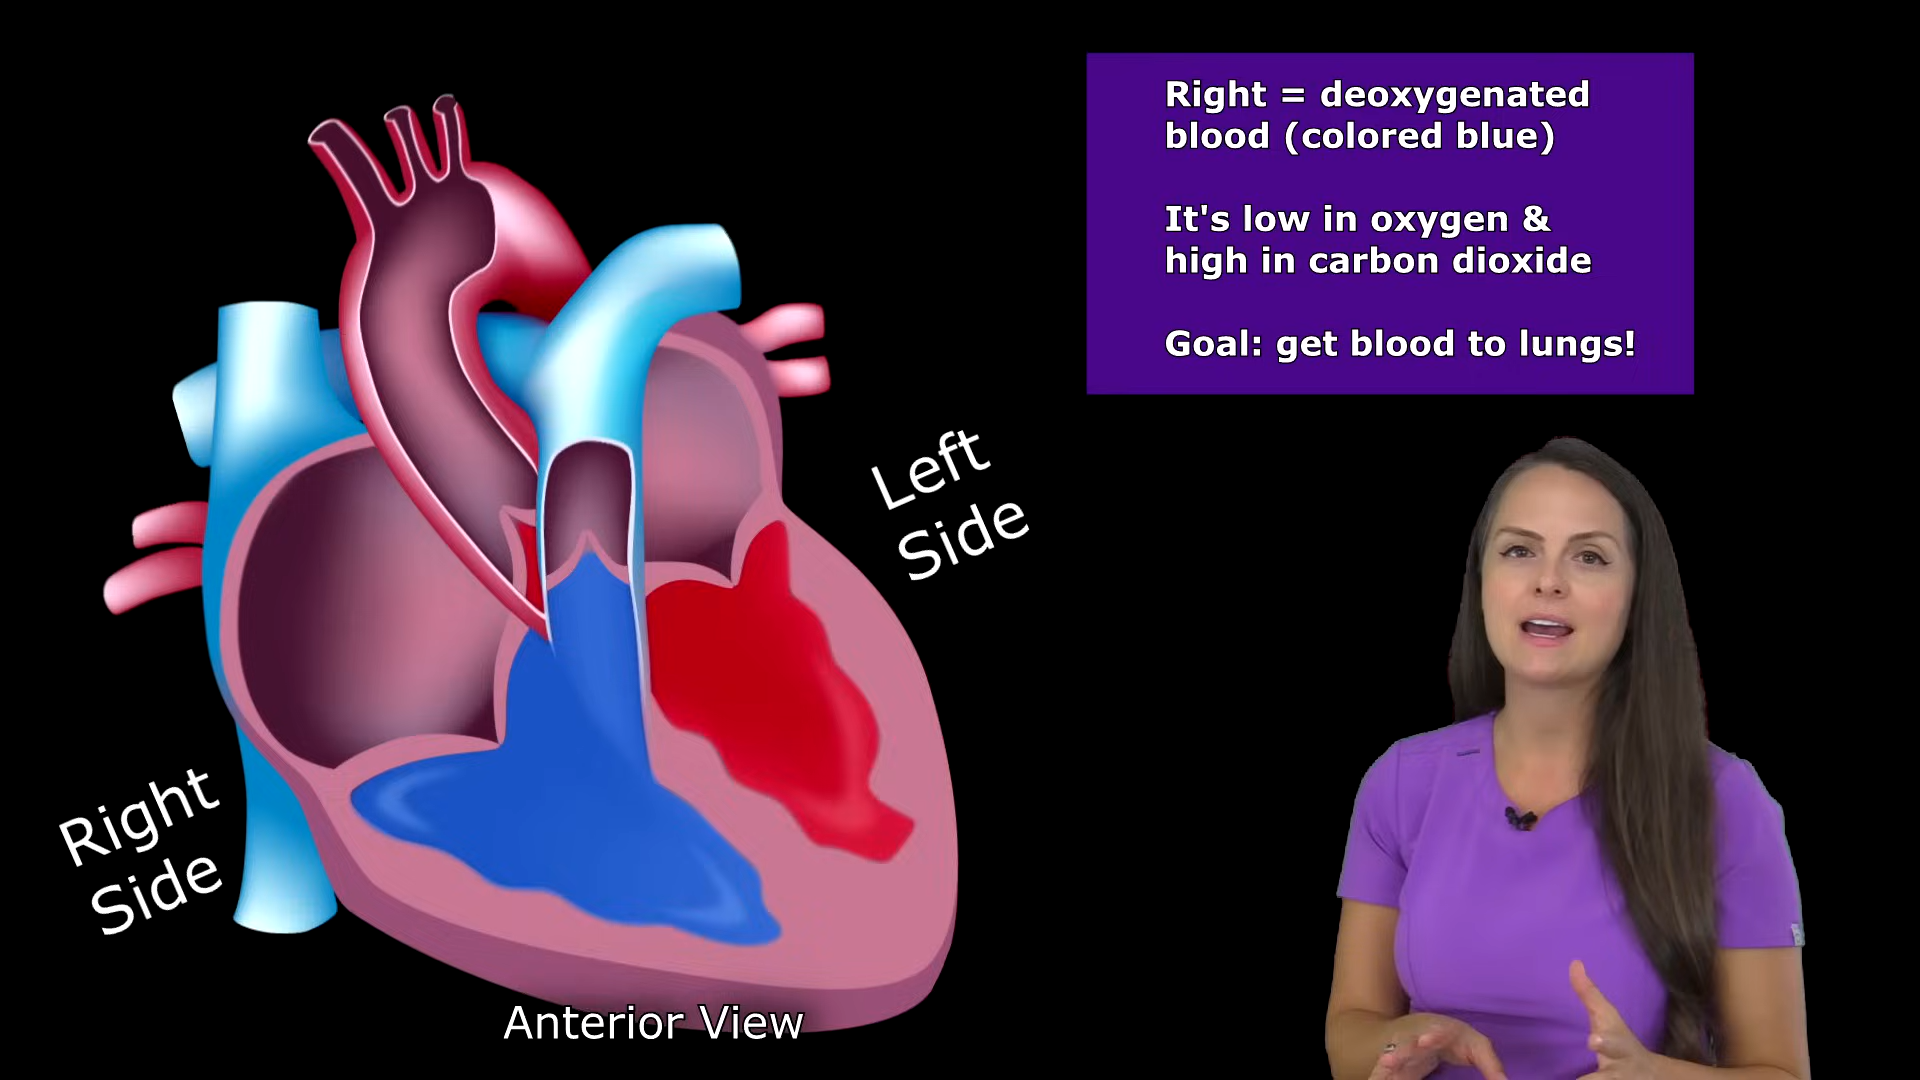 Right = deoxygenated
blood (colored blue)
It's low in oxygen &
high in carbon dioxide
Goal: get blood to lungs!
Left
Side
Right
Side
Anterior View